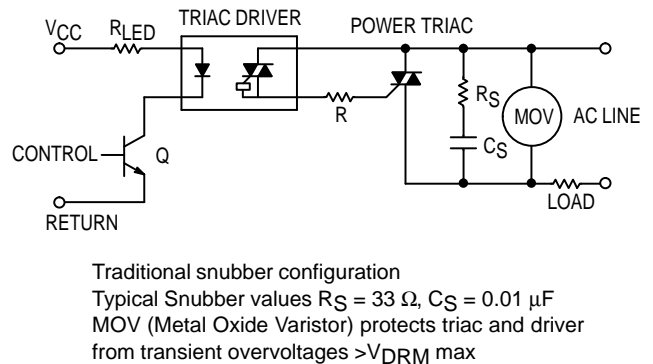 TRIAC DRIVER
POWER TRIAC
VCC
RLED
R
RS
CS
MOV
AC LINE
CONTROL
Q
RETURN
LOAD
Traditional snubber configuration
Typical Snubber values RS = 33 Ω, CS = 0.01 μF
MOV (Metal Oxide Varistor) protects triac and driver
from transient overvoltages >VDRM max